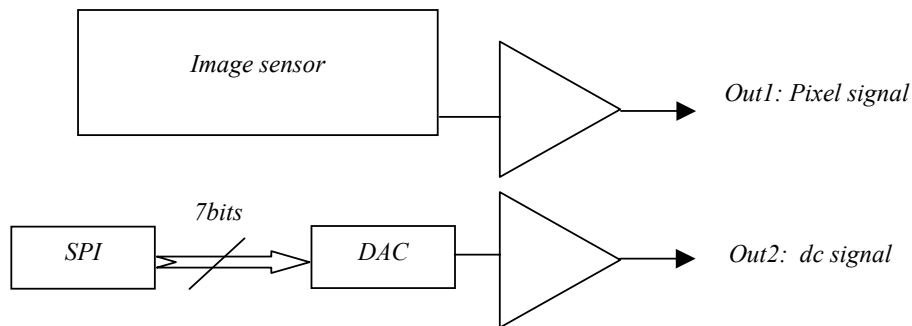 Image sensor
Out1: Pixel signal
7bits
SPI
DAC
Out2: dc signal